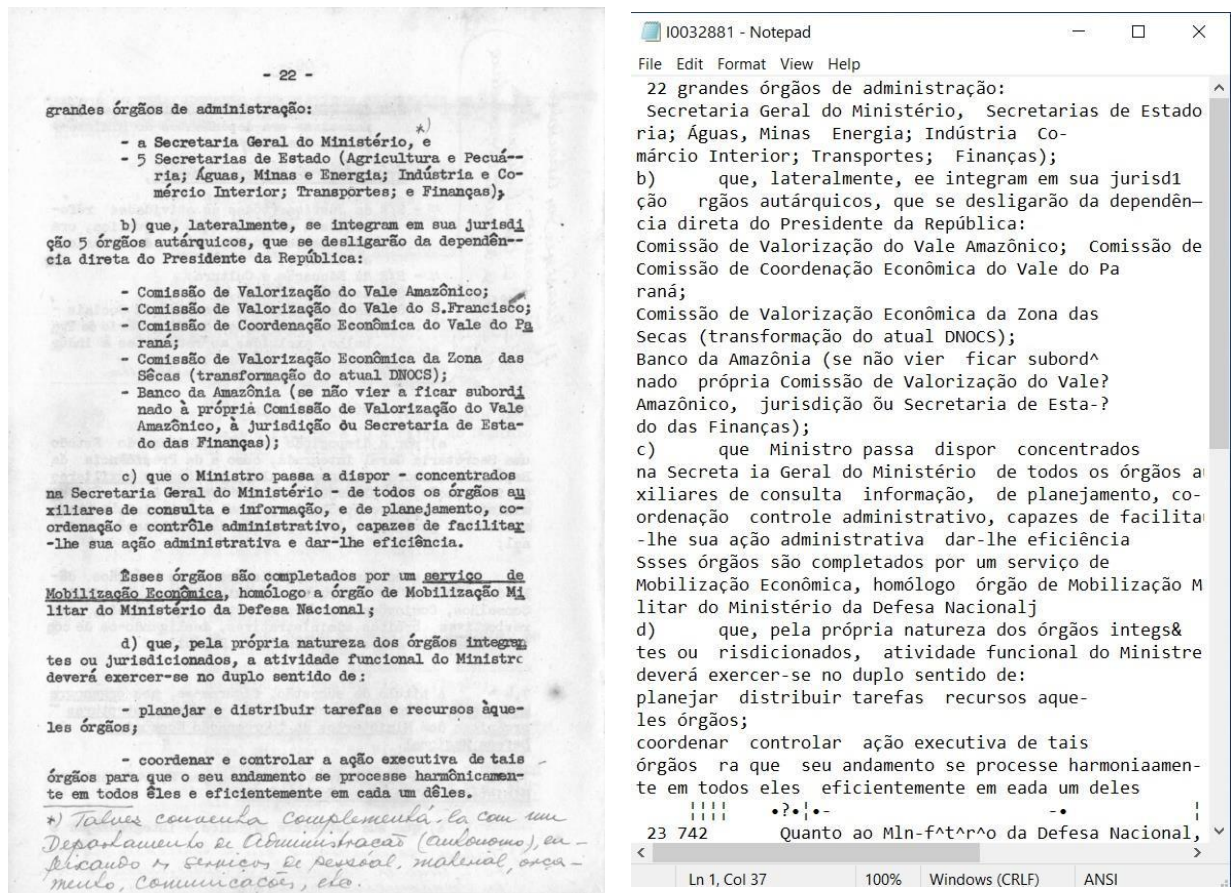 - 22 -
grandes órgãos de administração:
*)
- a Secretaria Geral do Ministério, e
- 5 Secretarias de Estado (Agricultura e Pecuá--
ria; Águas, Minas e Energia; Indústria e Co-
mércio Interior; Transportes; e Finanças),
b) que, lateralmente, se integram em sua jurisdi
ção 5 órgãos autárquicos, que se desligarão da dependên--
cia direta do Presidente da República:
- Comissão de Valorização do Vale Amazônico;
- Comissão de Valorização do Vale do S.Francisco;
- Comissão de Coordenação Econômica do Vale do Pa
raná;
- Comissão de Valorização Econômica da Zona das
Sêcas (transformação do atual DNOCS);
- Banco da Amazônia (se não vier a ficar subordi
nado à própria Comissão de Valorização do Vale
Amazônico, à jurisdição ôu Secretaria de Esta-
do das Finanças);
c) que o Ministro passa a dispor - concentrados
na Secretaria Geral do Ministério - de todos os órgãos au
xiliares de consulta e informação, e de planejamento, co-
ordenação e contrôle administrativo, capazes de facilitar
-lhe sua ação administrativa e dar-lhe eficiência.
Êsses órgãos são completados por um serviço de
Mobilização Econômica, homólogo a órgão de Mobilização Mi
litar do Ministério da Defesa Nacional;
d) que, pela própria natureza dos órgãos integran
tes ou jurisdicionados, a atividade funcional do Ministro
deverá exercer-se no duplo sentido de:
- planejar e distribuir tarefas e recursos àque-
les órgãos;
- coordenar e controlar a ação executiva de tais
órgãos para que o seu andamento se processe harmônicamen-
te em todos êles e eficientemente em cada um dêles.
*) Talvez convenha complementá-la com um
Departamento de Administração (autônomo), en-
feixando os serviços de pessoal, material, orça-
mento, comunicações, etc.
I0032881 - Notepad
File Edit Format View Help
22 grandes órgãos de administração:
Secretaria Geral do Ministério, Secretarias de Estado
ria; Águas, Minas Energia; Indústria Co-
márcio Interior; Transportes; Finanças);
b) que, lateralmente, ee integram em sua jurisd1
ção rgãos autárquicos, que se desligarão da dependên—
cia direta do Presidente da República:
Comissão de Valorização do Vale Amazônico; Comissão de
Comissão de Coordenação Econômica do Vale do Pa
raná;
Comissão de Valorização Econômica da Zona das
Secas (transformação do atual DNOCS);
Banco da Amazônia (se não vier ficar subord^
nado própria Comissão de Valorização do Vale?
Amazônico, jurisdição õu Secretaria de Esta-?
do das Finanças);
c) que Ministro passa dispor concentrados
na Secreta ia Geral do Ministério de todos os órgãos a
xiliares de consulta informação, de planejamento, co-
ordenação controle administrativo, capazes de facilita
-lhe sua ação administrativa dar-lhe eficiência
Ssses órgãos são completados por um serviço de
Mobilização Econômica, homólogo órgão de Mobilização M
litar do Ministério da Defesa Nacionalj
d) que, pela própria natureza dos órgãos integs&
tes ou risdicionados, atividade funcional do Ministre
deverá exercer-se no duplo sentido de:
planejar distribuir tarefas recursos aque-
les órgãos;
coordenar controlar ação executiva de tais
órgãos ra que seu andamento se processe harmoniaamen-
te em todos eles eficientemente em eada um deles
¦¦¦¦ •?•¦•- -• ¦
23 742 Quanto ao Mln-f^t^r^o da Defesa Nacional,
Ln 1, Col 37 100% Windows (CRLF) ANSI